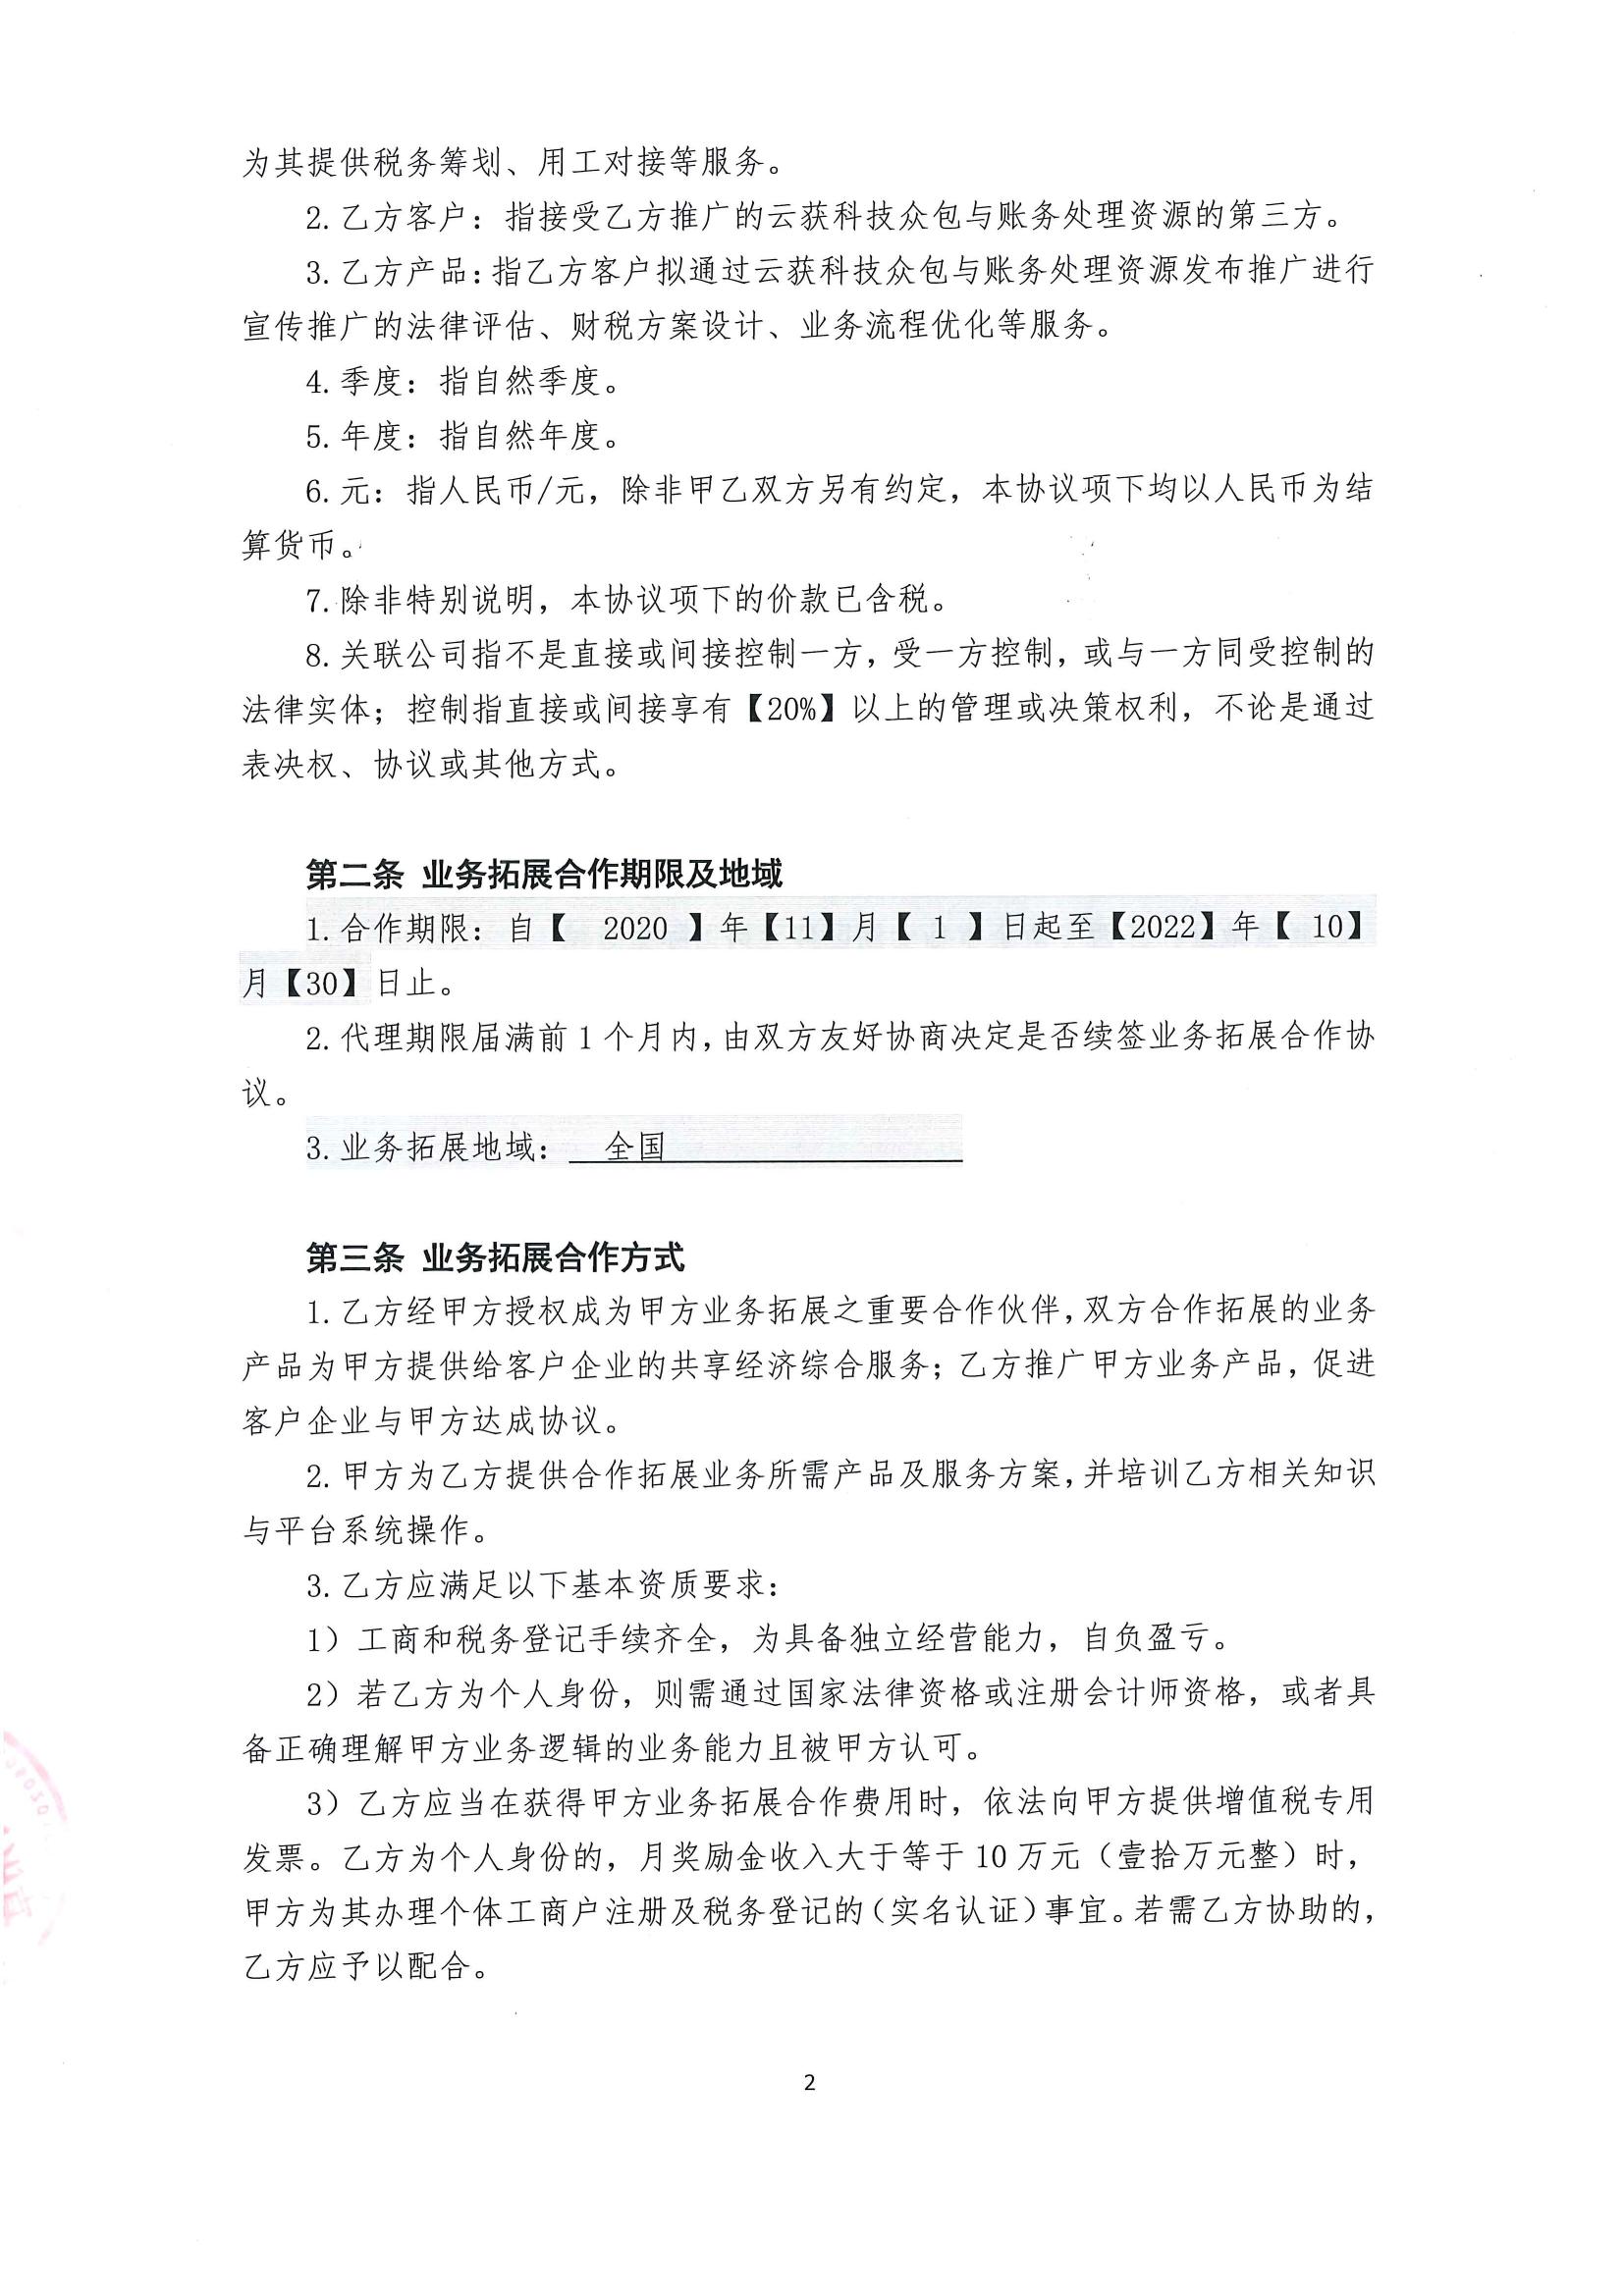 为其提供税务筹划、用工对接等服务。
2.乙方客户：指接受乙方推广的云获科技众包与账务处理资源的第三方。
3.乙方产品：指乙方客户拟通过云获科技众包与账务处理资源发布推广进行
宣传推广的法律评估、财税方案设计、业务流程优化等服务。
4.季度：指自然季度。
5.年度：指自然年度。
6.元：指人民币/元，除非甲乙双方另有约定，本协议项下均以人民币为结
算货币。
7.除非特别说明，本协议项下的价款已含税。
8.关联公司指不是直接或间接控制一方，受一方控制，或与一方同受控制的
法律实体；控制指直接或间接享有【20%】以上的管理或决策权利，不论是通过
表决权、协议或其他方式。
第二条 业务拓展合作期限及地域
1.合作期限：自【 2020 】年【11】月【 1 】日起至【2022】年【 10】
月【30】日止。
2.代理期限届满前1个月内，由双方友好协商决定是否续签业务拓展合作协
议。
3.业务拓展地域： 全国
第三条 业务拓展合作方式
1.乙方经甲方授权成为甲方业务拓展之重要合作伙伴，双方合作拓展的业务
产品为甲方提供给客户企业的共享经济综合服务；乙方推广甲方业务产品，促进
客户企业与甲方达成协议。
2.甲方为乙方提供合作拓展业务所需产品及服务方案，并培训乙方相关知识
与平台系统操作。
3.乙方应满足以下基本资质要求：
1）工商和税务登记手续齐全，为具备独立经营能力，自负盈亏。
2）若乙方为个人身份，则需通过国家法律资格或注册会计师资格，或者具
备正确理解甲方业务逻辑的业务能力且被甲方认可。
3）乙方应当在获得甲方业务拓展合作费用时，依法向甲方提供增值税专用
发票。乙方为个人身份的，月奖励金收入大于等于10万元（壹拾万元整）时，
甲方为其办理个体工商户注册及税务登记的（实名认证）事宜。若需乙方协助的，
乙方应予以配合。
2